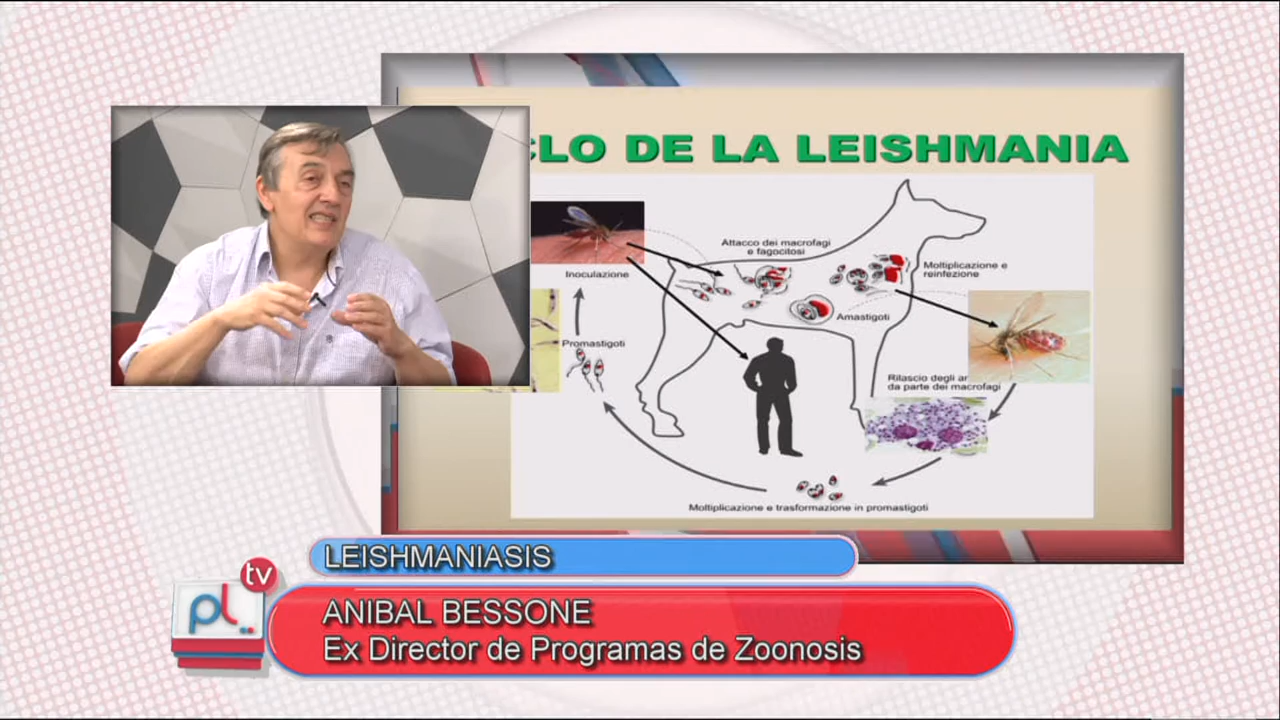 CLO DE LA LEISHMANIA
Attacco dei macrofagi
e fagocitosi
Inoculazione
Moltiplicazione e
reinfezione
Amastigoti
Promastigoti
Rilascio degli
da parte dei macrofagi
Moltiplicazione e trasformazione in promastigoti
LEISHMANIASIS
tv
pL..
ANIBAL BESSONE
Ex Director de Programas de Zoonosis